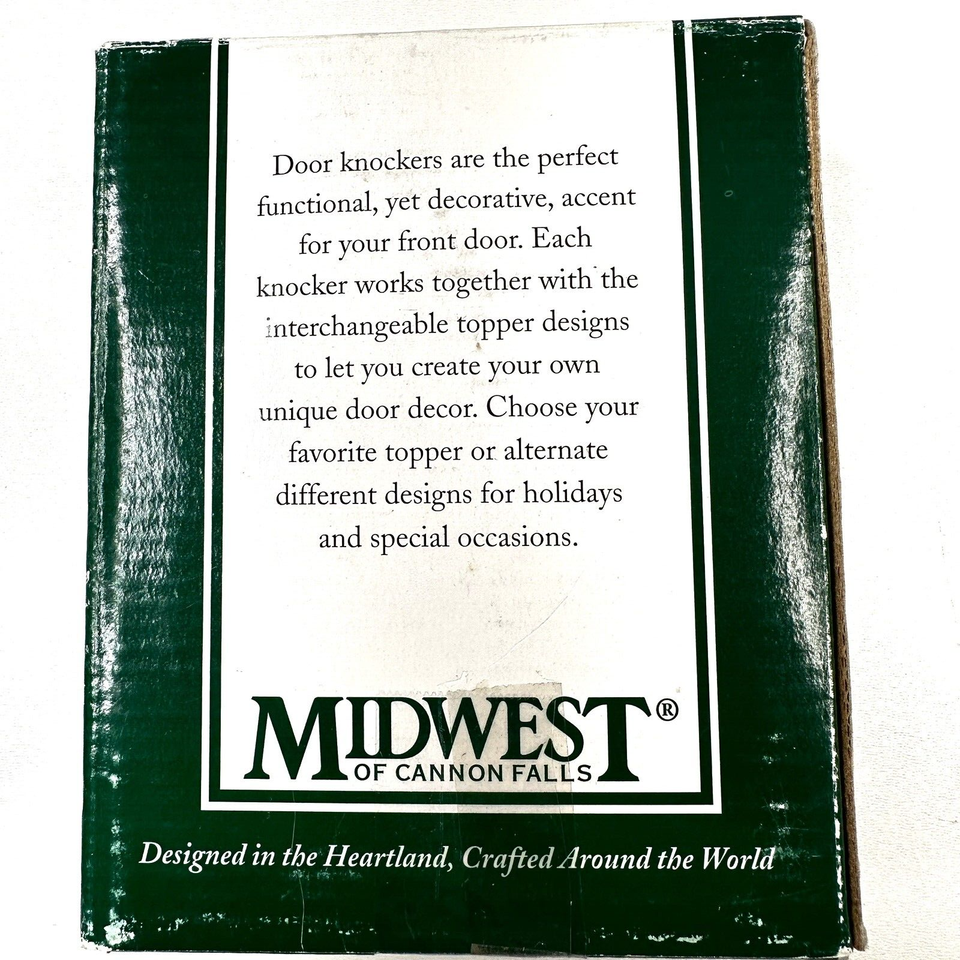 Door knockers are the perfect
functional, yet decorative, accent
for your front door. Each
knocker works together with the
interchangeable topper designs
to let you create your own
unique door decor. Choose your
favorite topper or alternate
different designs for holidays
and special occasions.
MIDWEST®
OF CANNON FALLS
Designed in the Heartland, Crafted Around the World